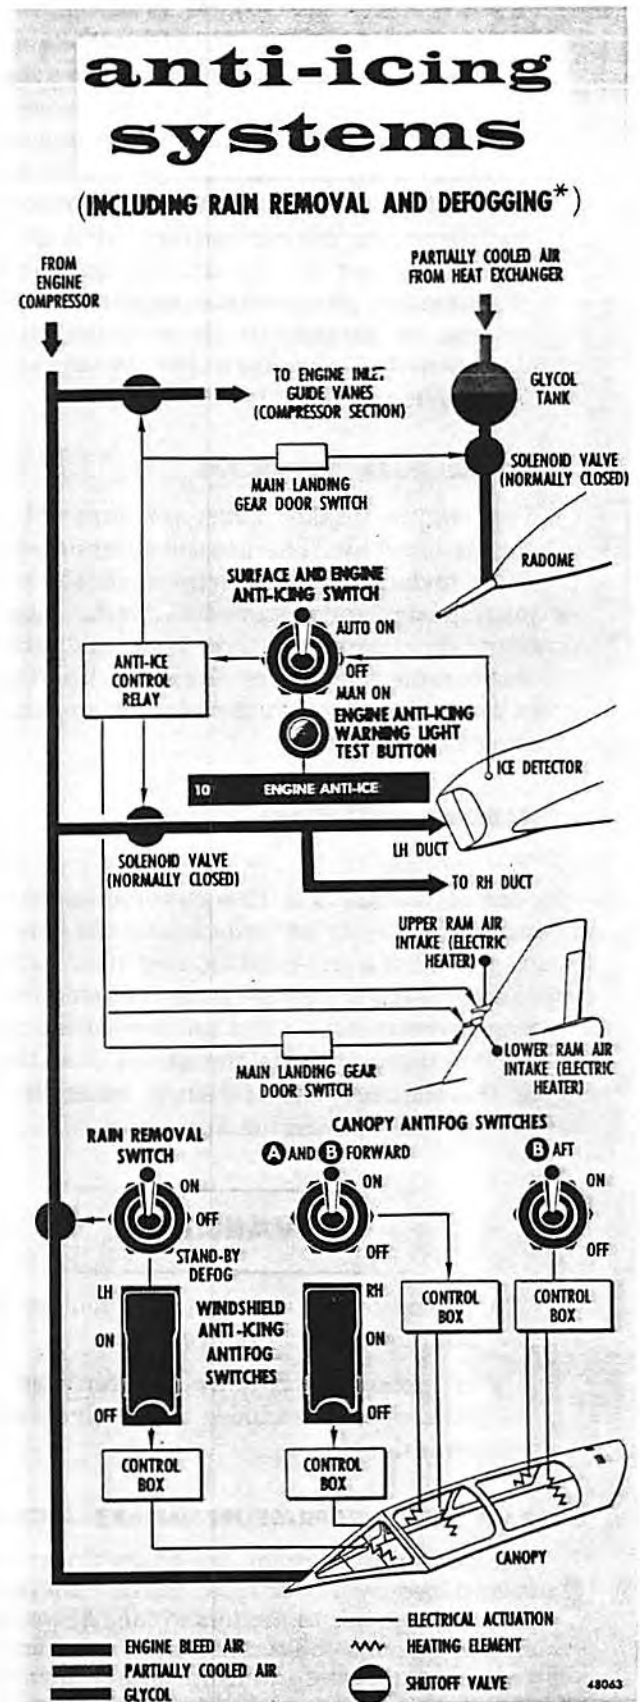 anti-icing
systems
(INCLUDING RAIN REMOVAL AND DEFOGGING*)
FROM
ENGINE
COMPRESSOR
PARTIALLY COOLED AIR
FROM HEAT EXCHANGER
TO ENGINE INLET
GUIDE VANES
(COMPRESSOR SECTION)
GLYCOL
TANK
MAIN LANDING
GEAR DOOR SWITCH
SOLENOID VALVE
(NORMALLY CLOSED)
RADOME
SURFACE AND ENGINE
ANTI-ICING SWITCH
AUTO ON
OFF
MAN ON
ANTI-ICE
CONTROL
RELAY
ENGINE ANTI-ICING
WARNING LIGHT
TEST BUTTON
10 ENGINE ANTI-ICE
ICE DETECTOR
SOLENOID VALVE
(NORMALLY CLOSED)
LH DUCT
TO RH DUCT
UPPER RAM AIR
INTAKE (ELECTRIC
HEATER)
MAIN LANDING GEAR
DOOR SWITCH
LOWER RAM AIR
INTAKE (ELECTRIC
HEATER)
RAIN REMOVAL
SWITCH
ON
OFF
STAND-BY
DEFOG
CANOPY ANTIFOG SWITCHES
A AND B FORWARD
ON
OFF
B AFT
ON
OFF
LH
ON
OFF
WINDSHIELD
ANTI-ICING
ANTIFOG
SWITCHES
RH
ON
OFF
CONTROL
BOX
CONTROL
BOX
CONTROL
BOX
CONTROL
BOX
CANOPY
ENGINE BLEED AIR
PARTIALLY COOLED AIR
GLYCOL
ELECTRICAL ACTUATION
HEATING ELEMENT
SHUTOFF VALVE
48063